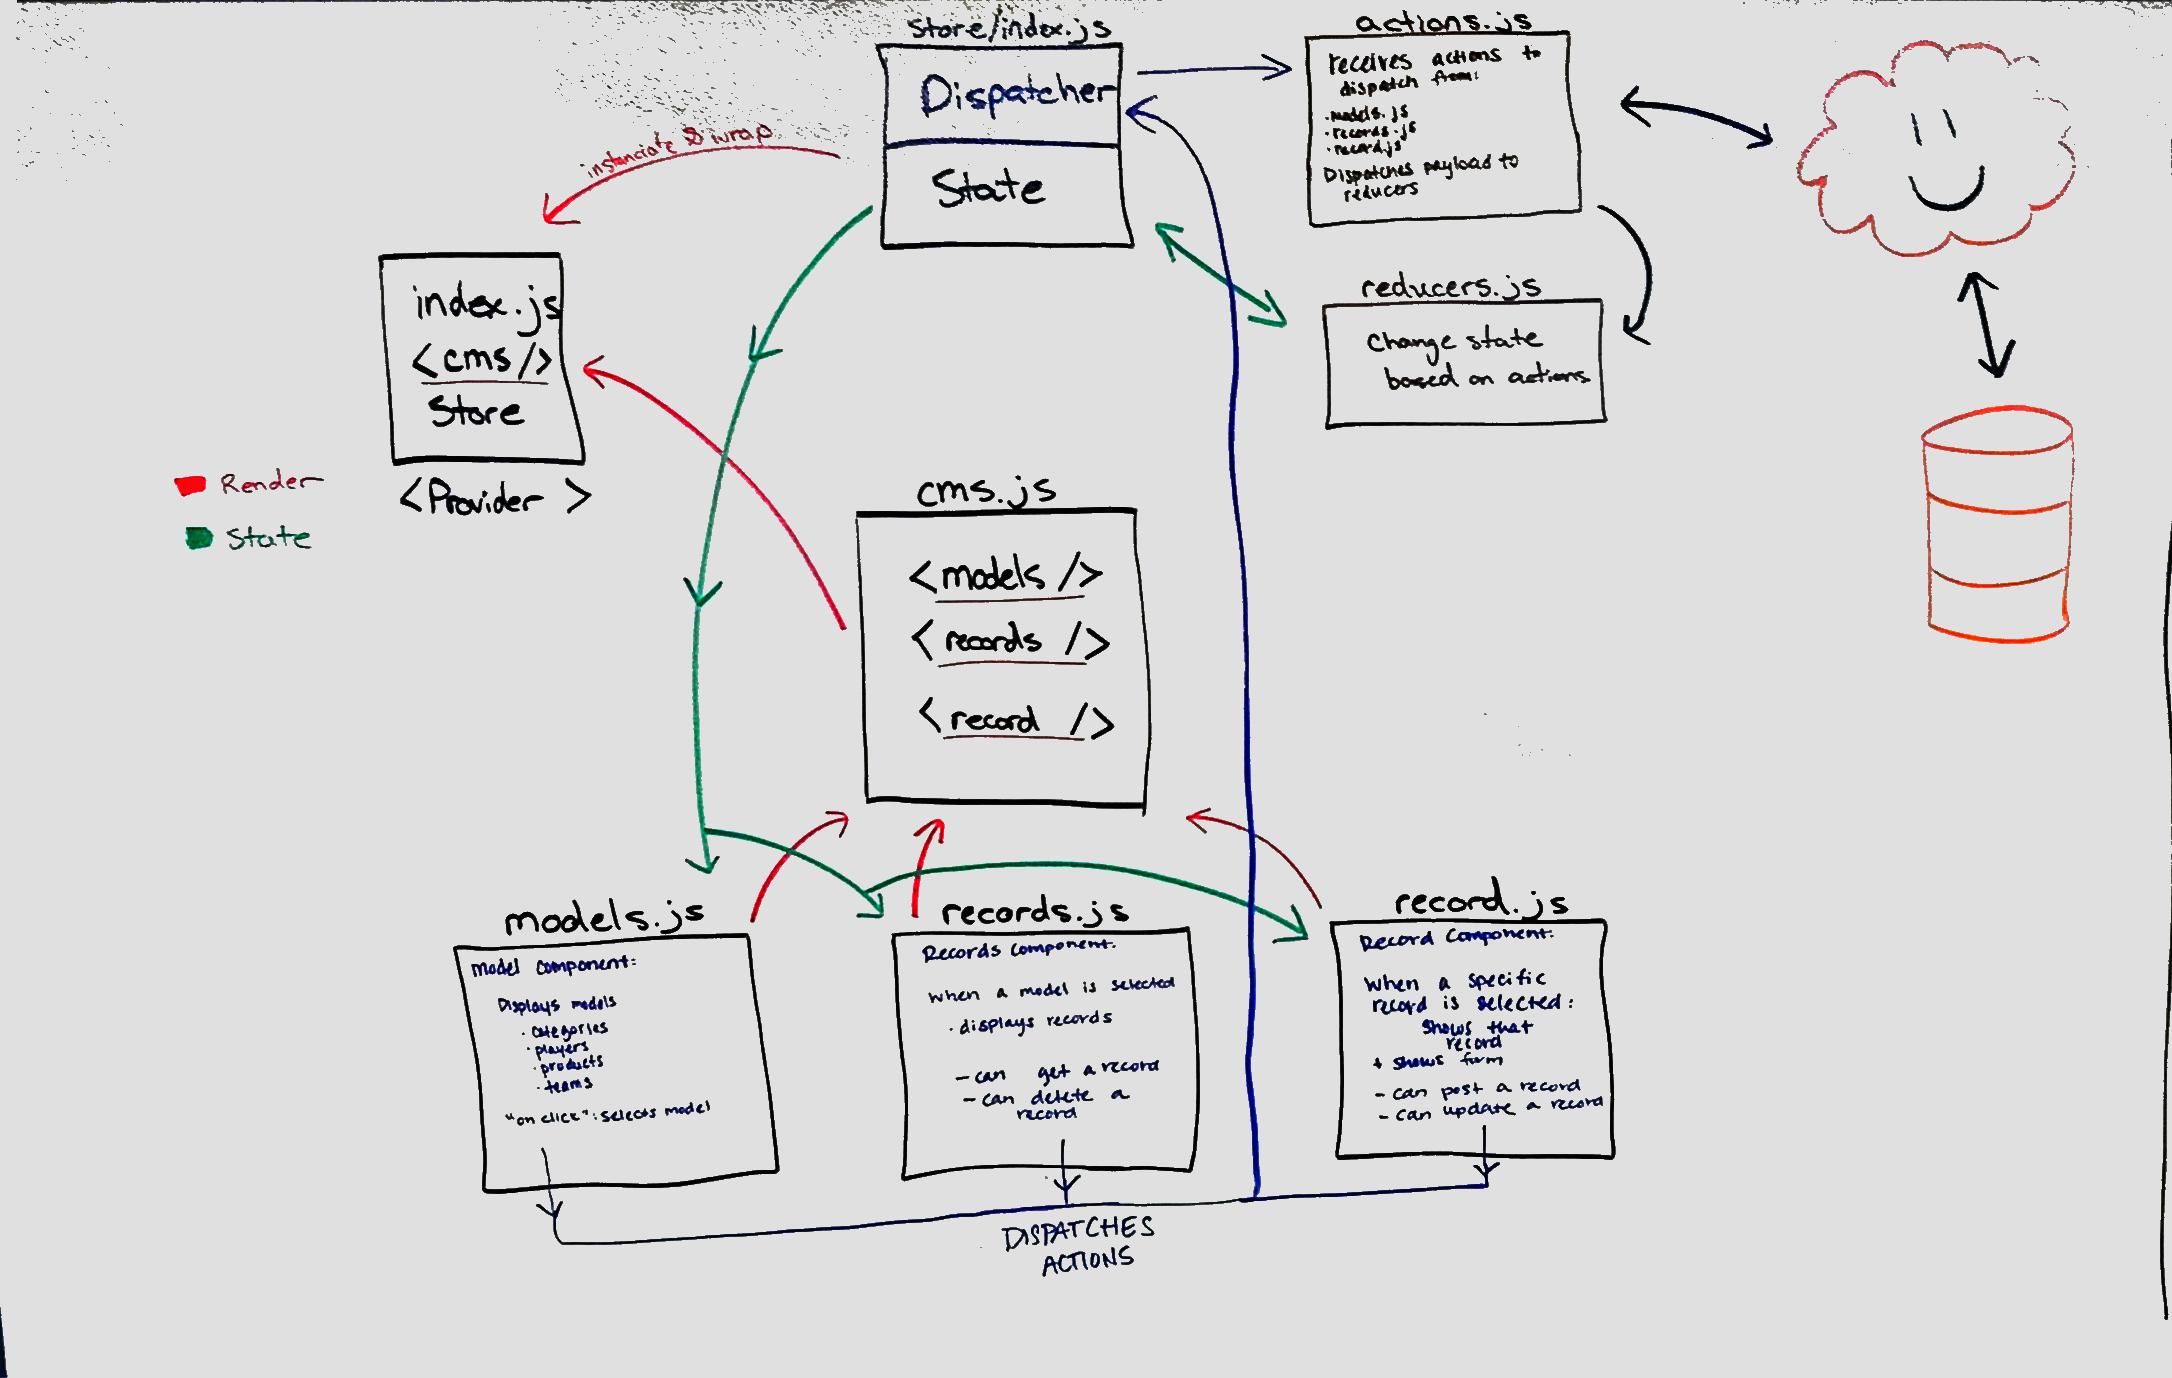 Store/index.js
Dispatcher
State
actions.js
receives actions to
dispatch from:
·models.js
·records.js
·record.js
Dispatches payload to
reducers
instanciate & wrap
index.js
<cms/>
Store
<Provider >
reducers.js
Change state
based on actions
Render
State
cms.js
<models />
<records />
<record />
models.js
Model Component:
Displays models
· categories
· players
· products
· teams
"on click": selects model
records.js
Records Component:
when a model is selected
· displays records
- can get a record
- can delete a
record
record.js
Record Component:
When a specific
record is selected:
shows that
record
+ shows form
- can post a record
- can update a record
DISPATCHES
ACTIONS